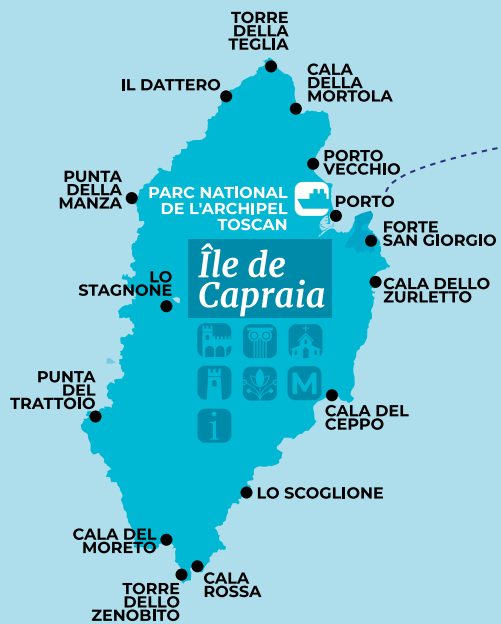 TORRE
DELLA
TEGLIA
CALA
DELLA
MORTOLA
IL DATTERO
PORTO
VECCHIO
PUNTA
DELLA
MANZA
PARC NATIONAL
DE L'ARCHIPEL
TOSCAN
PORTO
FORTE
SAN GIORGIO
Île de
Capraia
LO
STAGNONE
CALA DELLO
ZURLETTO
M
i
PUNTA
DEL
TRATTOIO
CALA DEL
CEPPO
LO SCOGLIONE
CALA DEL
MORETO
TORRE
DELLO
ZENOBITO
CALA
ROSSA